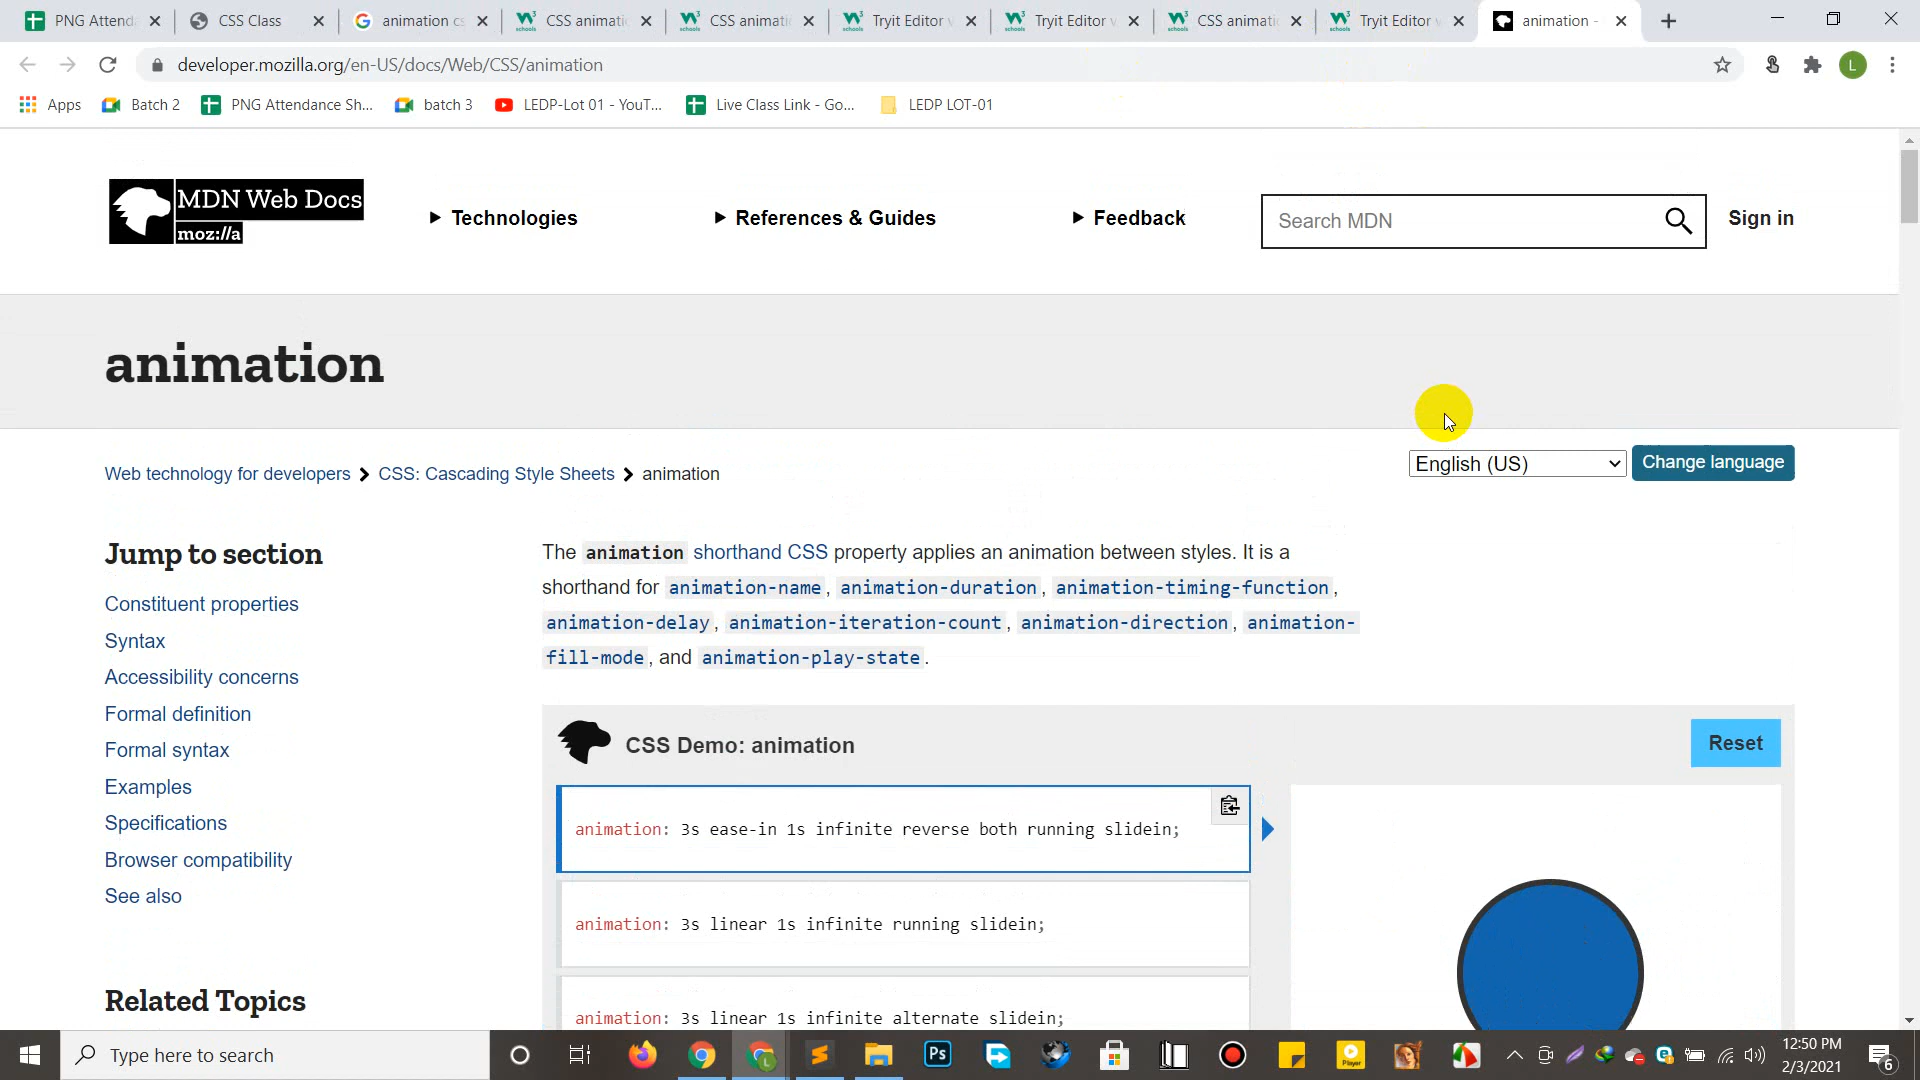 PNG Attend
CSS Class
animation cs
CSS animati
CSS animati
Tryit Editor v
Tryit Editor v
CSS animati
Tryit Editor v
animation -
developer.mozilla.org/en-US/docs/Web/CSS/animation
L
Apps
Batch 2
PNG Attendance Sh...
batch 3
LEDP-Lot 01 - YouT...
Live Class Link - Go...
LEDP LOT-01
MDN Web Docs
moz://a
Technologies
References & Guides
Feedback
Search MDN
Sign in
animation
Web technology for developers
CSS: Cascading Style Sheets
animation
English (US)
Change language
Jump to section
Constituent properties
Syntax
Accessibility concerns
Formal definition
Formal syntax
Examples
Specifications
Browser compatibility
See also
Related Topics
The animation shorthand CSS property applies an animation between styles. It is a
shorthand for animation-name, animation-duration, animation-timing-function,
animation-delay, animation-iteration-count, animation-direction, animation-
fill-mode, and animation-play-state.
CSS Demo: animation
Reset
animation: 3s ease-in 1s infinite reverse both running slidein;
animation: 3s linear 1s infinite running slidein;
animation: 3s linear 1s infinite alternate slidein;
Type here to search
Ps
12:50 PM
2/3/2021
6